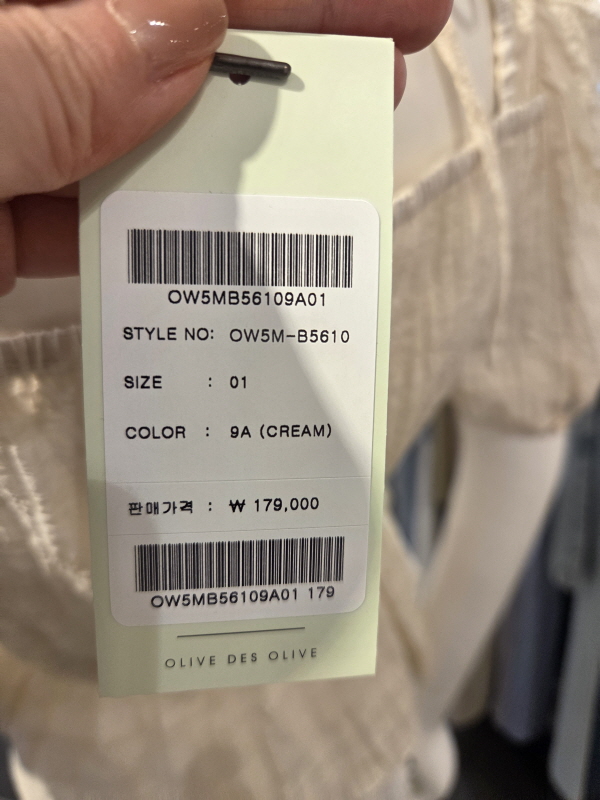 OW5MB56109A01
STYLE NO: OW5M-B5610
SIZE : 01
COLOR : 9A (CREAM)
판매가격 : ₩ 179,000
OW5MB56109A01 179
OLIVE DES OLIVE